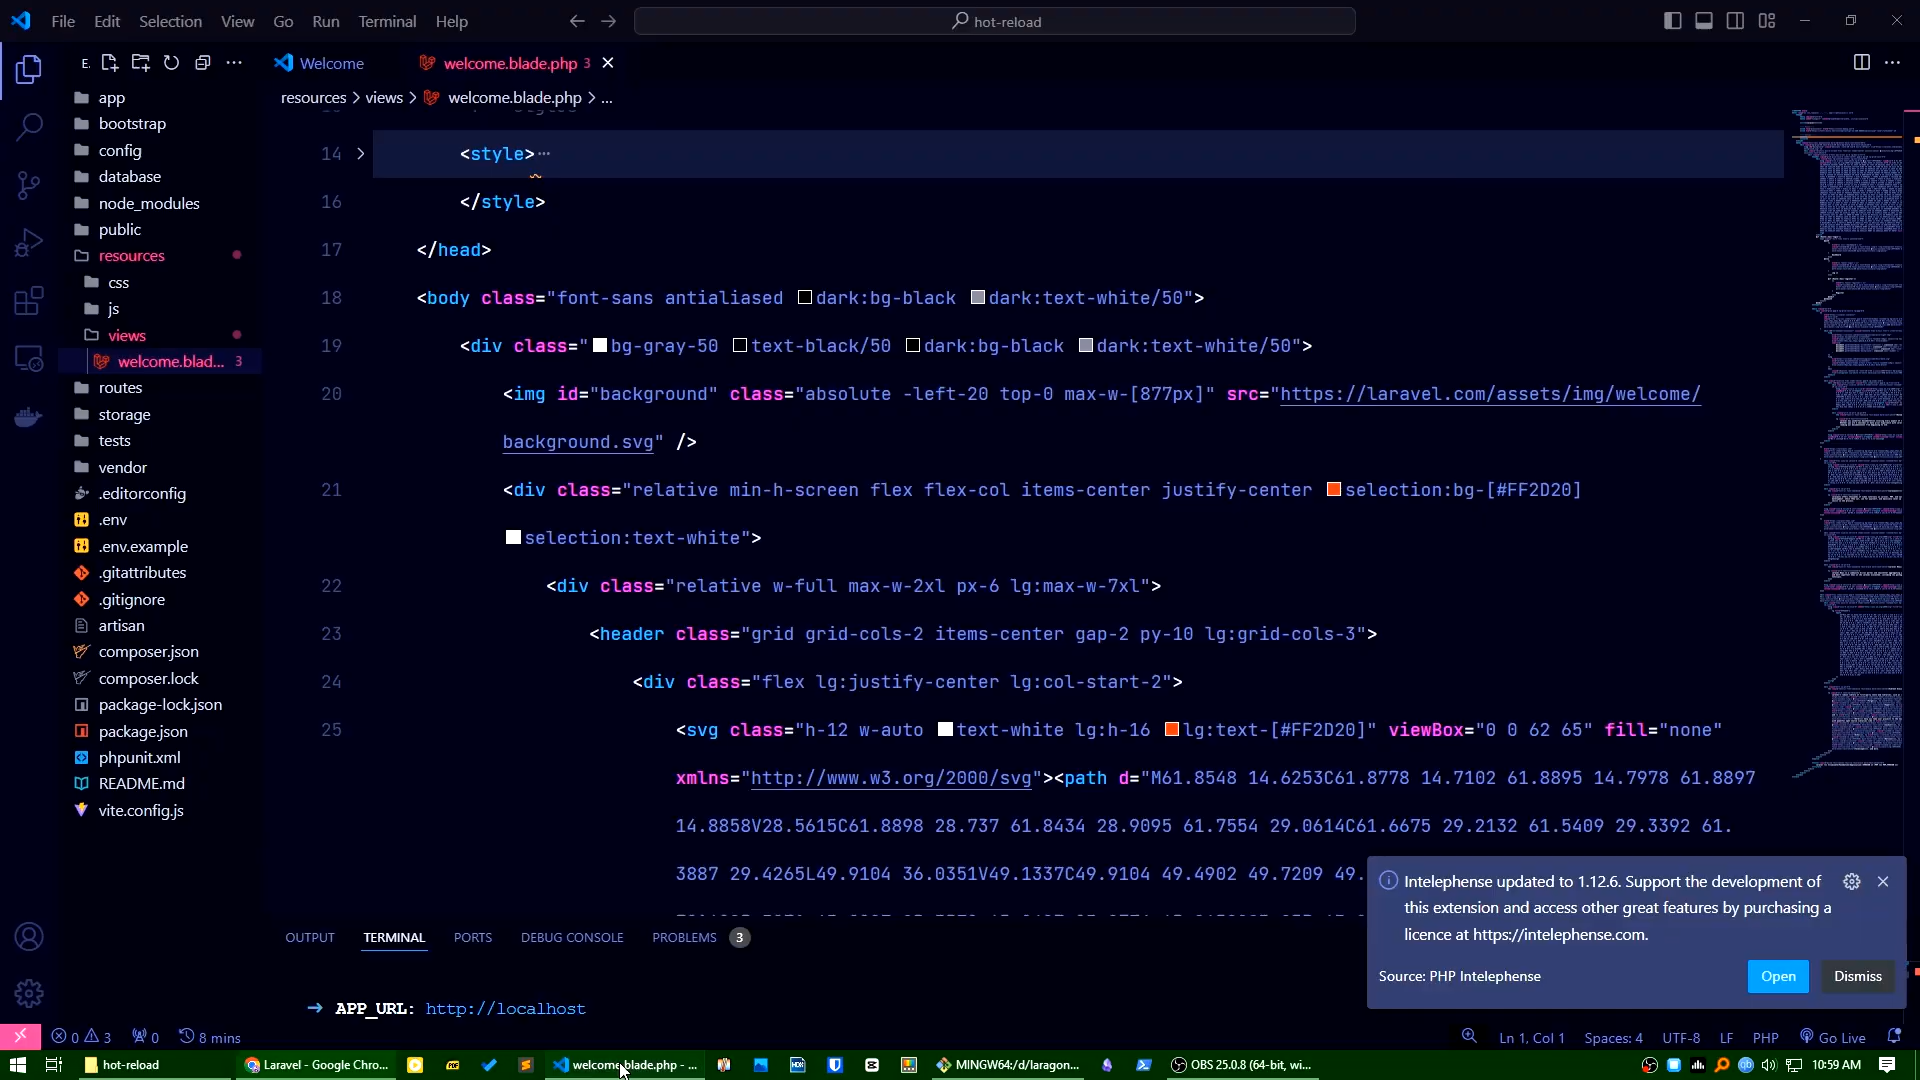 File Edit Selection View Go Run Terminal Help
hot-reload
E.
Welcome
welcome.blade.php 3
resources > views > welcome.blade.php > ...
app
bootstrap
config
database
node_modules
public
resources
css
js
views
welcome.blad... 3
routes
storage
tests
vendor
.editorconfig
.env
.env.example
.gitattributes
.gitignore
artisan
composer.json
composer.lock
package-lock.json
package.json
phpunit.xml
README.md
vite.config.js
14 <style>···
16 </style>
17 </head>
18 <body class="font-sans antialiased dark:bg-black dark:text-white/50">
19 <div class="bg-gray-50 text-black/50 dark:bg-black dark:text-white/50">
20 <img id="background" class="absolute -left-20 top-0 max-w-[877px]" src="https://laravel.com/assets/img/welcome/
background.svg" />
21 <div class="relative min-h-screen flex flex-col items-center justify-center selection:bg-[#FF2D20]
selection:text-white">
22 <div class="relative w-full max-w-2xl px-6 lg:max-w-7xl">
23 <header class="grid grid-cols-2 items-center gap-2 py-10 lg:grid-cols-3">
24 <div class="flex lg:justify-center lg:col-start-2">
25 <svg class="h-12 w-auto text-white lg:h-16 lg:text-[#FF2D20]" viewBox="0 0 62 65" fill="none"
xmlns="http://www.w3.org/2000/svg"><path d="M61.8548 14.6253C61.8778 14.7102 61.8895 14.7978 61.8897
14.8858V28.5615C61.8898 28.737 61.8434 28.9095 61.7554 29.0614C61.6675 29.2132 61.5409 29.3392 61.
3887 29.4265L49.9104 36.0351V49.1337C49.9104 49.4902 49.7209 49.
Intelephense updated to 1.12.6. Support the development of
this extension and access other great features by purchasing a
licence at https://intelephense.com.
Source: PHP Intelephense
Open Dismiss
OUTPUT TERMINAL PORTS DEBUG CONSOLE PROBLEMS 3
→ APP_URL: http://localhost
0 3 0 8 mins
Ln 1, Col 1 Spaces: 4 UTF-8 LF PHP Go Live
hot-reload
Laravel - Google Chro...
welcome.blade.php - ...
MINGW64:/d/laragon...
OBS 25.0.8 (64-bit, wi...
10:59 AM